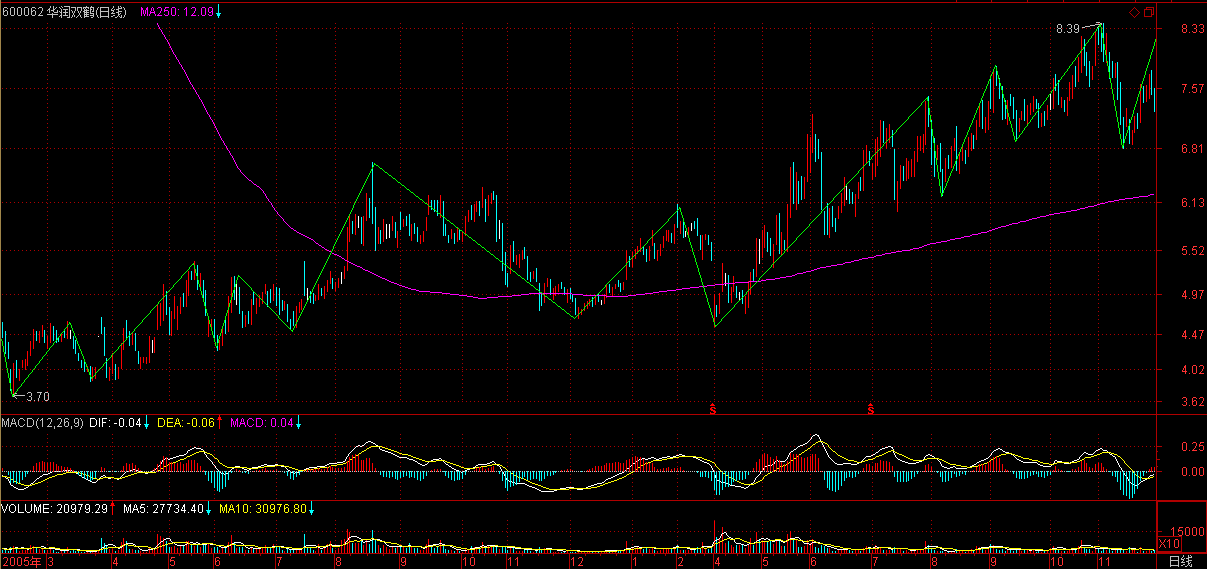 600062 华润双鹤(日线) MA250: 12.09↓
8.39
8.33
7.57
6.81
6.13
5.52
4.97
4.47
4.02
3.70
3.62
S S
MACD(12,26,9) DIF: -0.04↓ DEA: -0.06↑ MACD: 0.04↓
0.25
0.00
VOLUME: 20979.29↑ MA5: 27734.40↓ MA10: 30976.80↓
15000
X10
2005年 3 4 5 6 7 8 9 10 11 12 1 2 3 4 5 6 7 8 9 10 11 日线